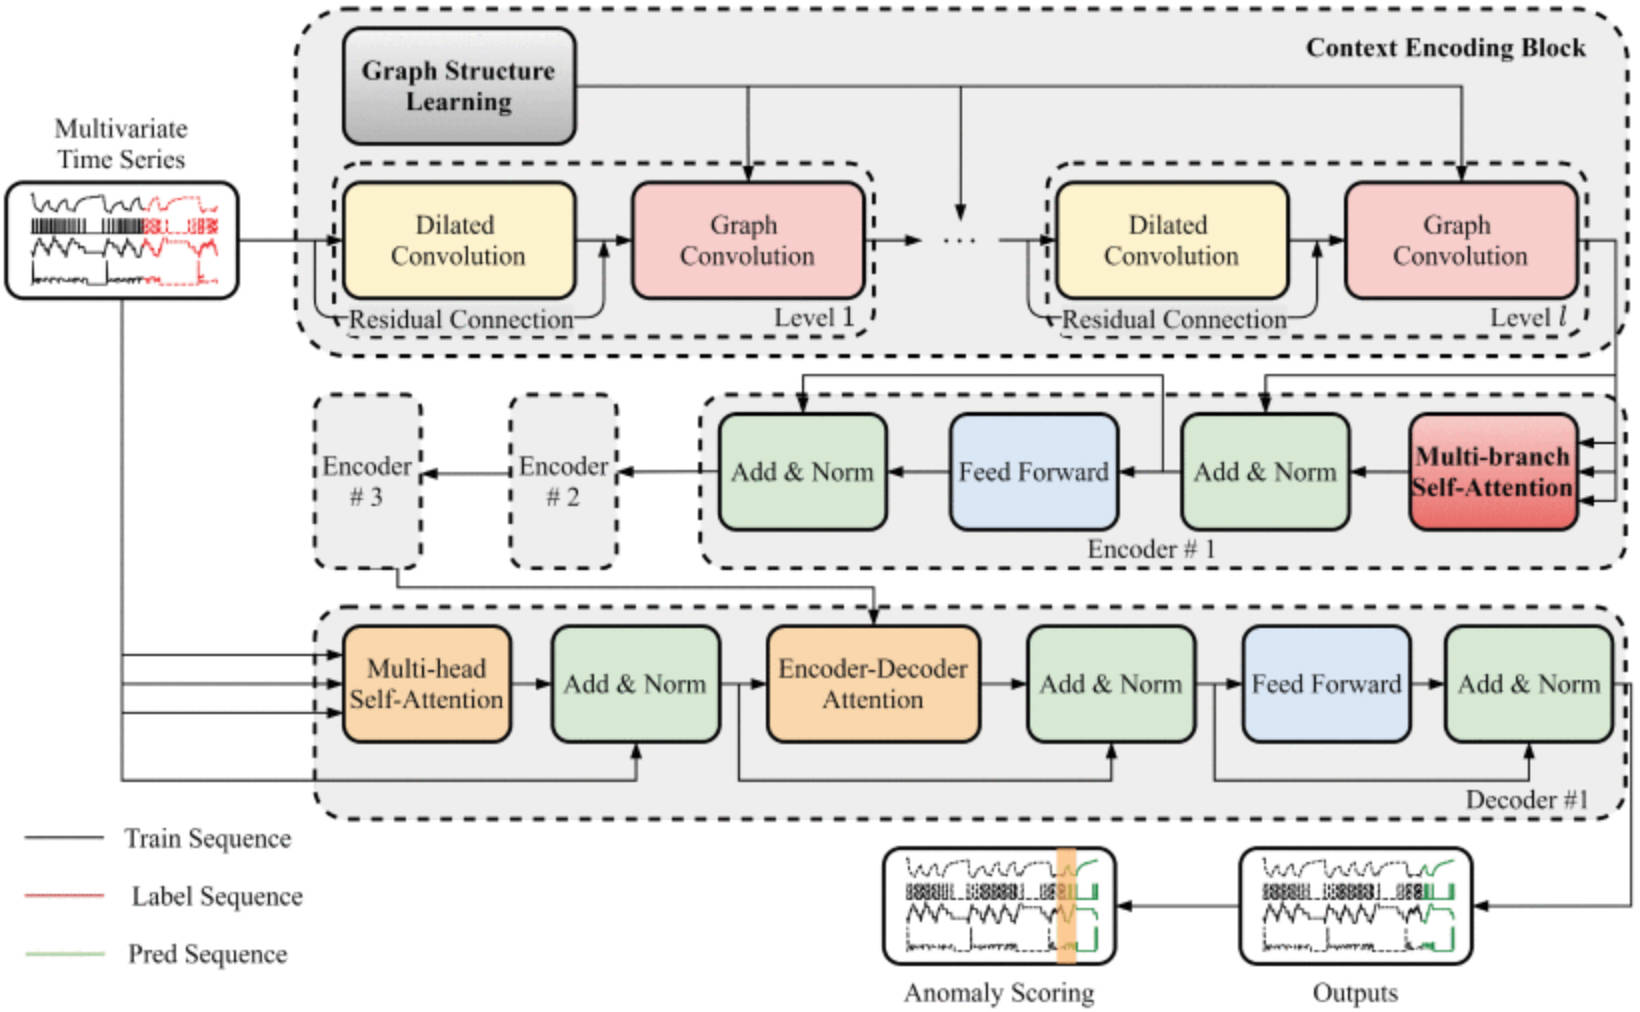 Context Encoding Block
Graph Structure
Learning
Multivariate
Time Series
Dilated
Convolution
Graph
Convolution
...
Dilated
Convolution
Graph
Convolution
Residual Connection
Level 1
Residual Connection
Level l
Encoder
# 3
Encoder
# 2
Add & Norm
Feed Forward
Add & Norm
Multi-branch
Self-Attention
Encoder # 1
Multi-head
Self-Attention
Add & Norm
Encoder-Decoder
Attention
Add & Norm
Feed Forward
Add & Norm
Decoder #1
Train Sequence
Label Sequence
Pred Sequence
Anomaly Scoring
Outputs